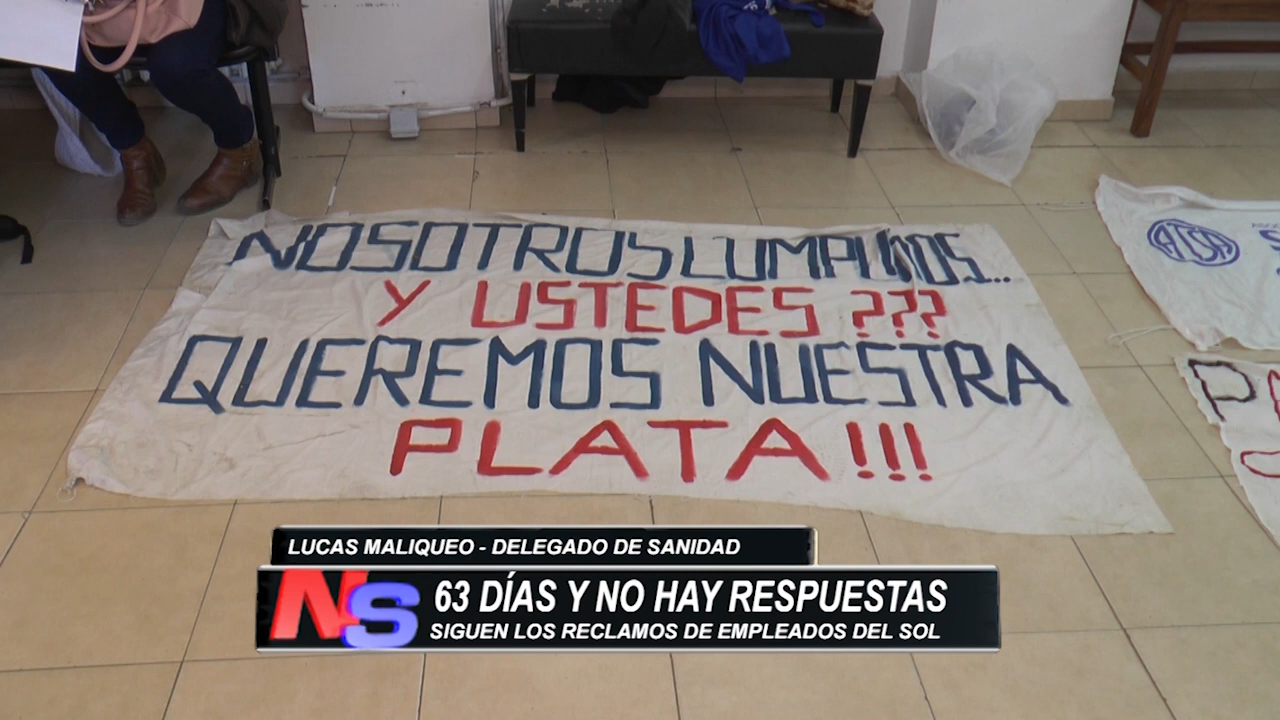 NOSOTROS CUMPLIMOS...
Y USTEDES ???
QUEREMOS NUESTRA
PLATA!!!
ATSA
LUCAS MALIQUEO - DELEGADO DE SANIDAD
NS
63 DÍAS Y NO HAY RESPUESTAS
SIGUEN LOS RECLAMOS DE EMPLEADOS DEL SOL